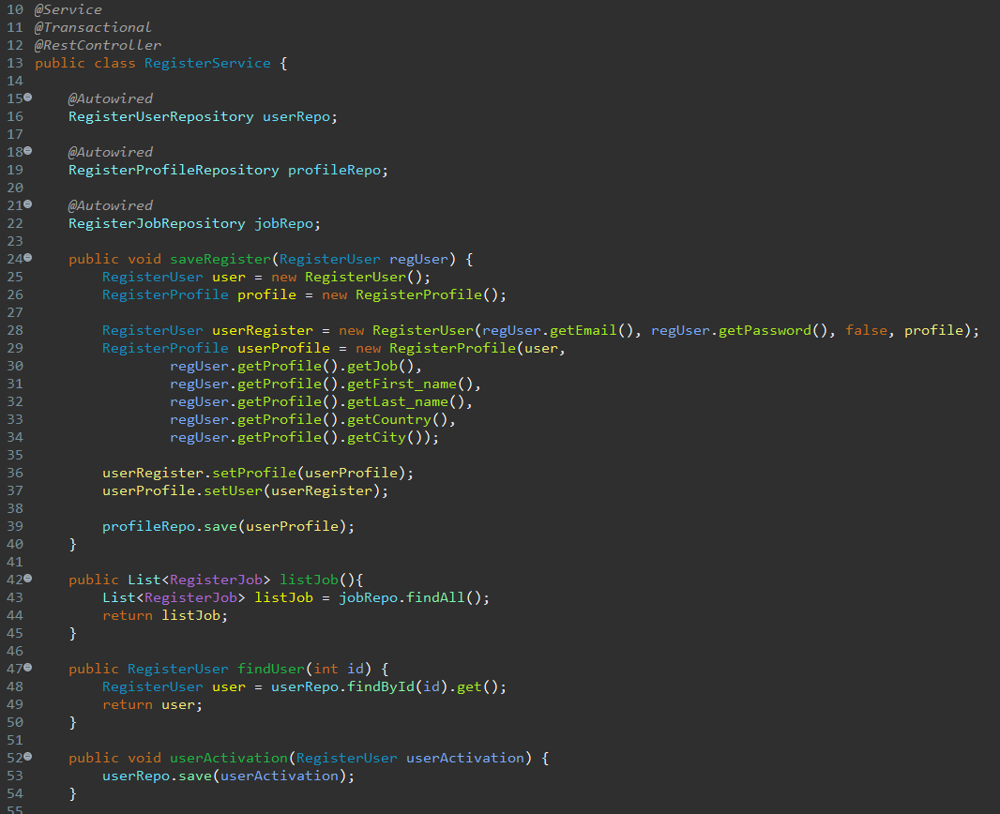 10 @Service
11 @Transactional
12 @RestController
13 public class RegisterService {
14
15 @Autowired
16 RegisterUserRepository userRepo;
17
18 @Autowired
19 RegisterProfileRepository profileRepo;
20
21 @Autowired
22 RegisterJobRepository jobRepo;
23
24 public void saveRegister(RegisterUser regUser) {
25 RegisterUser user = new RegisterUser();
26 RegisterProfile profile = new RegisterProfile();
27
28 RegisterUser userRegister = new RegisterUser(regUser.getEmail(), regUser.getPassword(), false, profile);
29 RegisterProfile userProfile = new RegisterProfile(user,
30 regUser.getProfile().getJob(),
31 regUser.getProfile().getFirst_name(),
32 regUser.getProfile().getLast_name(),
33 regUser.getProfile().getCountry(),
34 regUser.getProfile().getCity());
35
36 userRegister.setProfile(userProfile);
37 userProfile.setUser(userRegister);
38
39 profileRepo.save(userProfile);
40 }
41
42 public List<RegisterJob> listJob(){
43 List<RegisterJob> listJob = jobRepo.findAll();
44 return listJob;
45 }
46
47 public RegisterUser findUser(int id) {
48 RegisterUser user = userRepo.findById(id).get();
49 return user;
50 }
51
52 public void userActivation(RegisterUser userActivation) {
53 userRepo.save(userActivation);
54 }
55